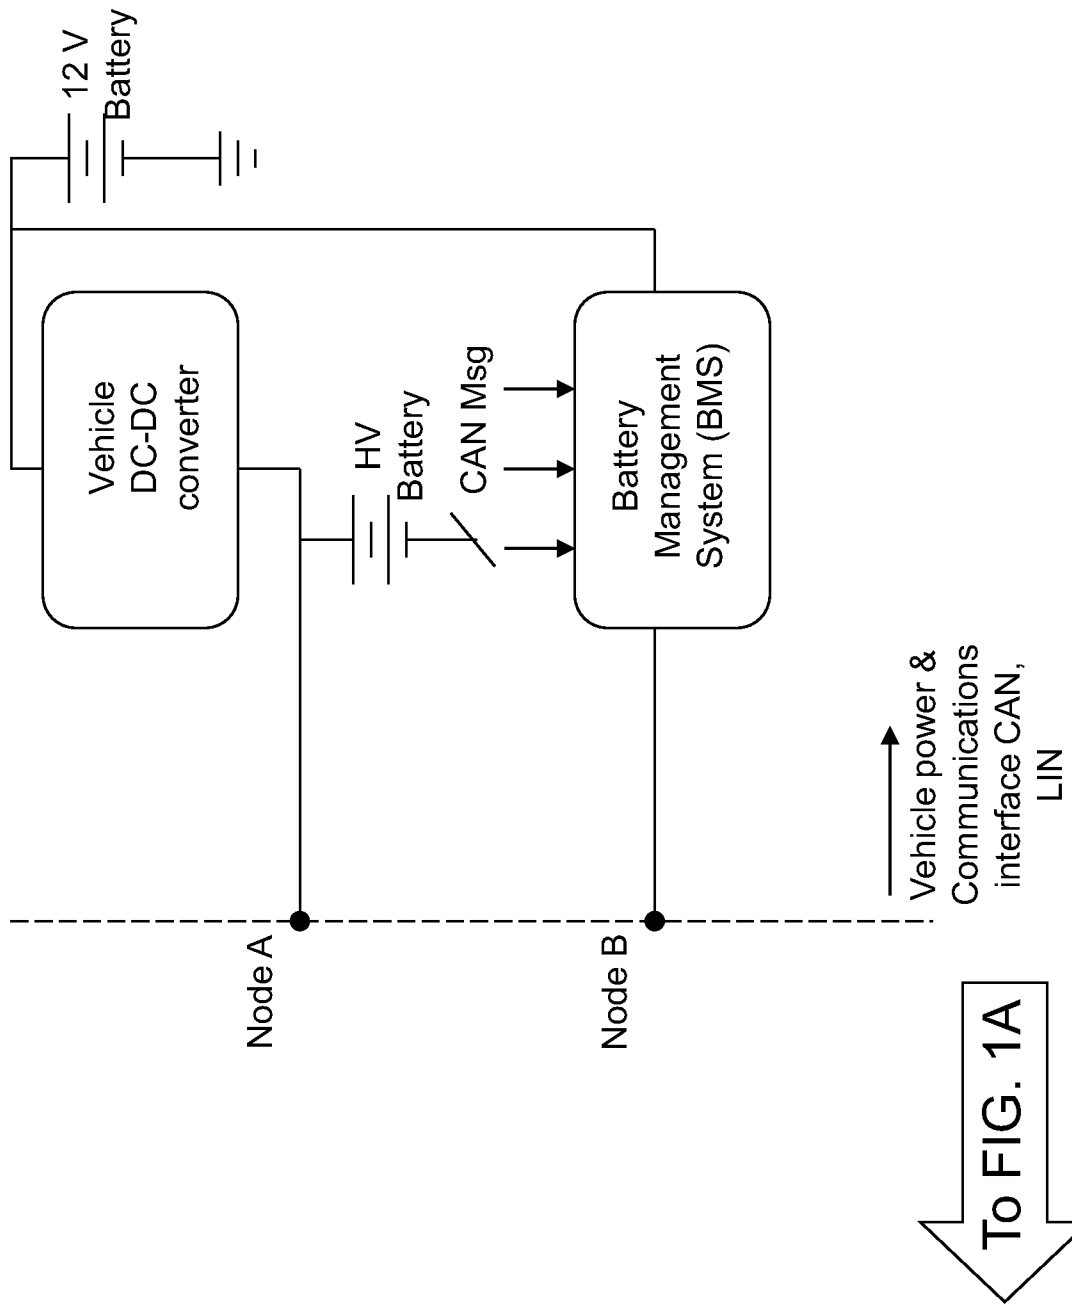 12 V
Battery
Vehicle
DC-DC
converter
HV
Battery
CAN Msg
Battery
Management
System (BMS)
Node A
Node B
Vehicle power &
Communications
interface CAN,
LIN
To FIG. 1A